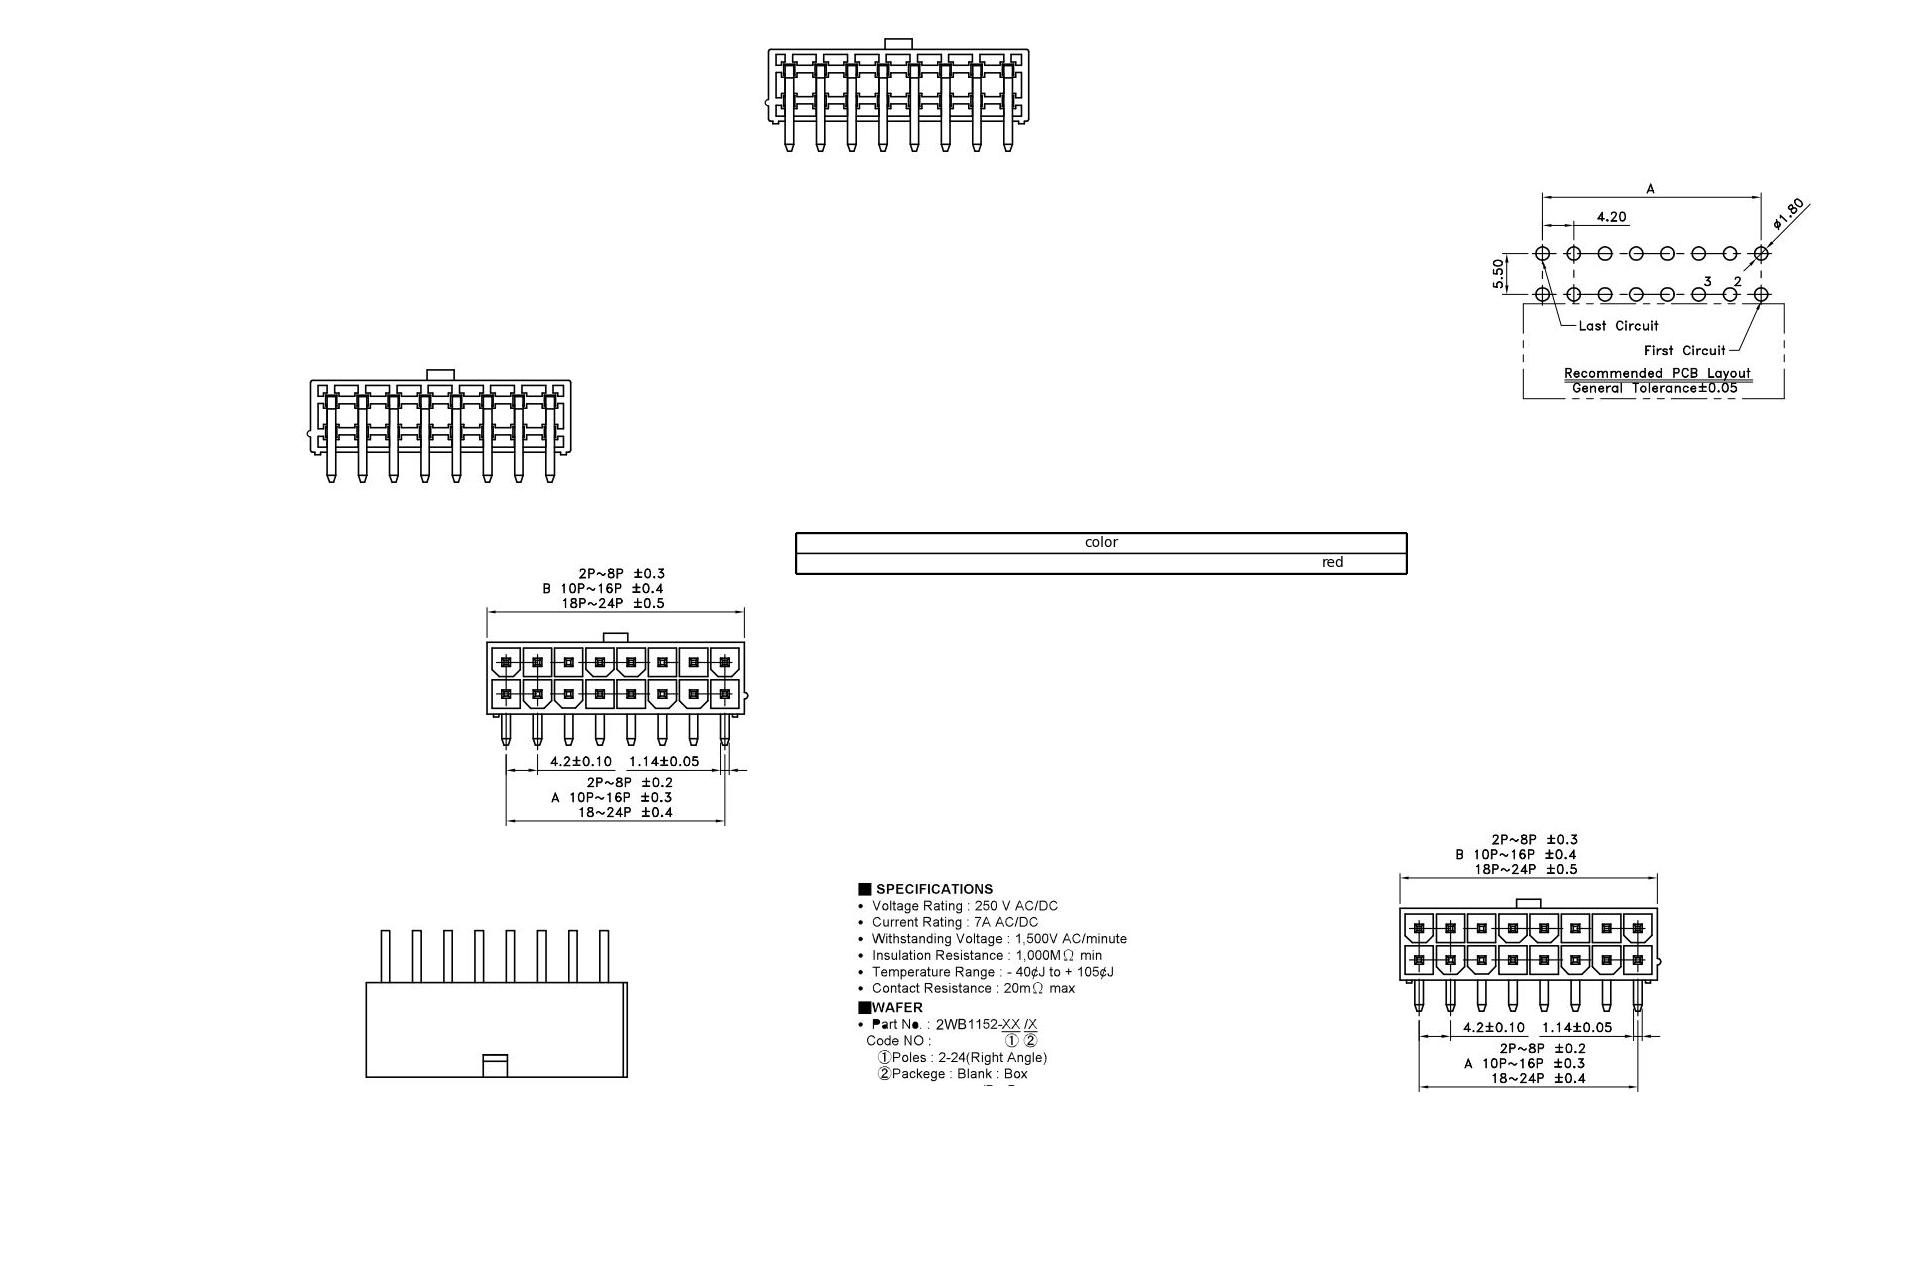 A
4.20
ø1.80
5.50
3 2
Last Circuit
First Circuit
Recommended PCB Layout
General Tolerance±0.05
color
red
2P~8P ±0.3
B 10P~16P ±0.4
18P~24P ±0.5
4.2±0.10 1.14±0.05
2P~8P ±0.2
A 10P~16P ±0.3
18~24P ±0.4
SPECIFICATIONS
• Voltage Rating : 250 V AC/DC
• Current Rating : 7A AC/DC
• Withstanding Voltage : 1,500V AC/minute
• Insulation Resistance : 1,000MΩ min
• Temperature Range : - 40¢J to + 105¢J
• Contact Resistance : 20mΩ max
WAFER
• Part No. : 2WB1152-XX /X
Code NO : ① ②
①Poles : 2-24(Right Angle)
②Packege : Blank : Box
2P~8P ±0.3
B 10P~16P ±0.4
18P~24P ±0.5
4.2±0.10 1.14±0.05
2P~8P ±0.2
A 10P~16P ±0.3
18~24P ±0.4